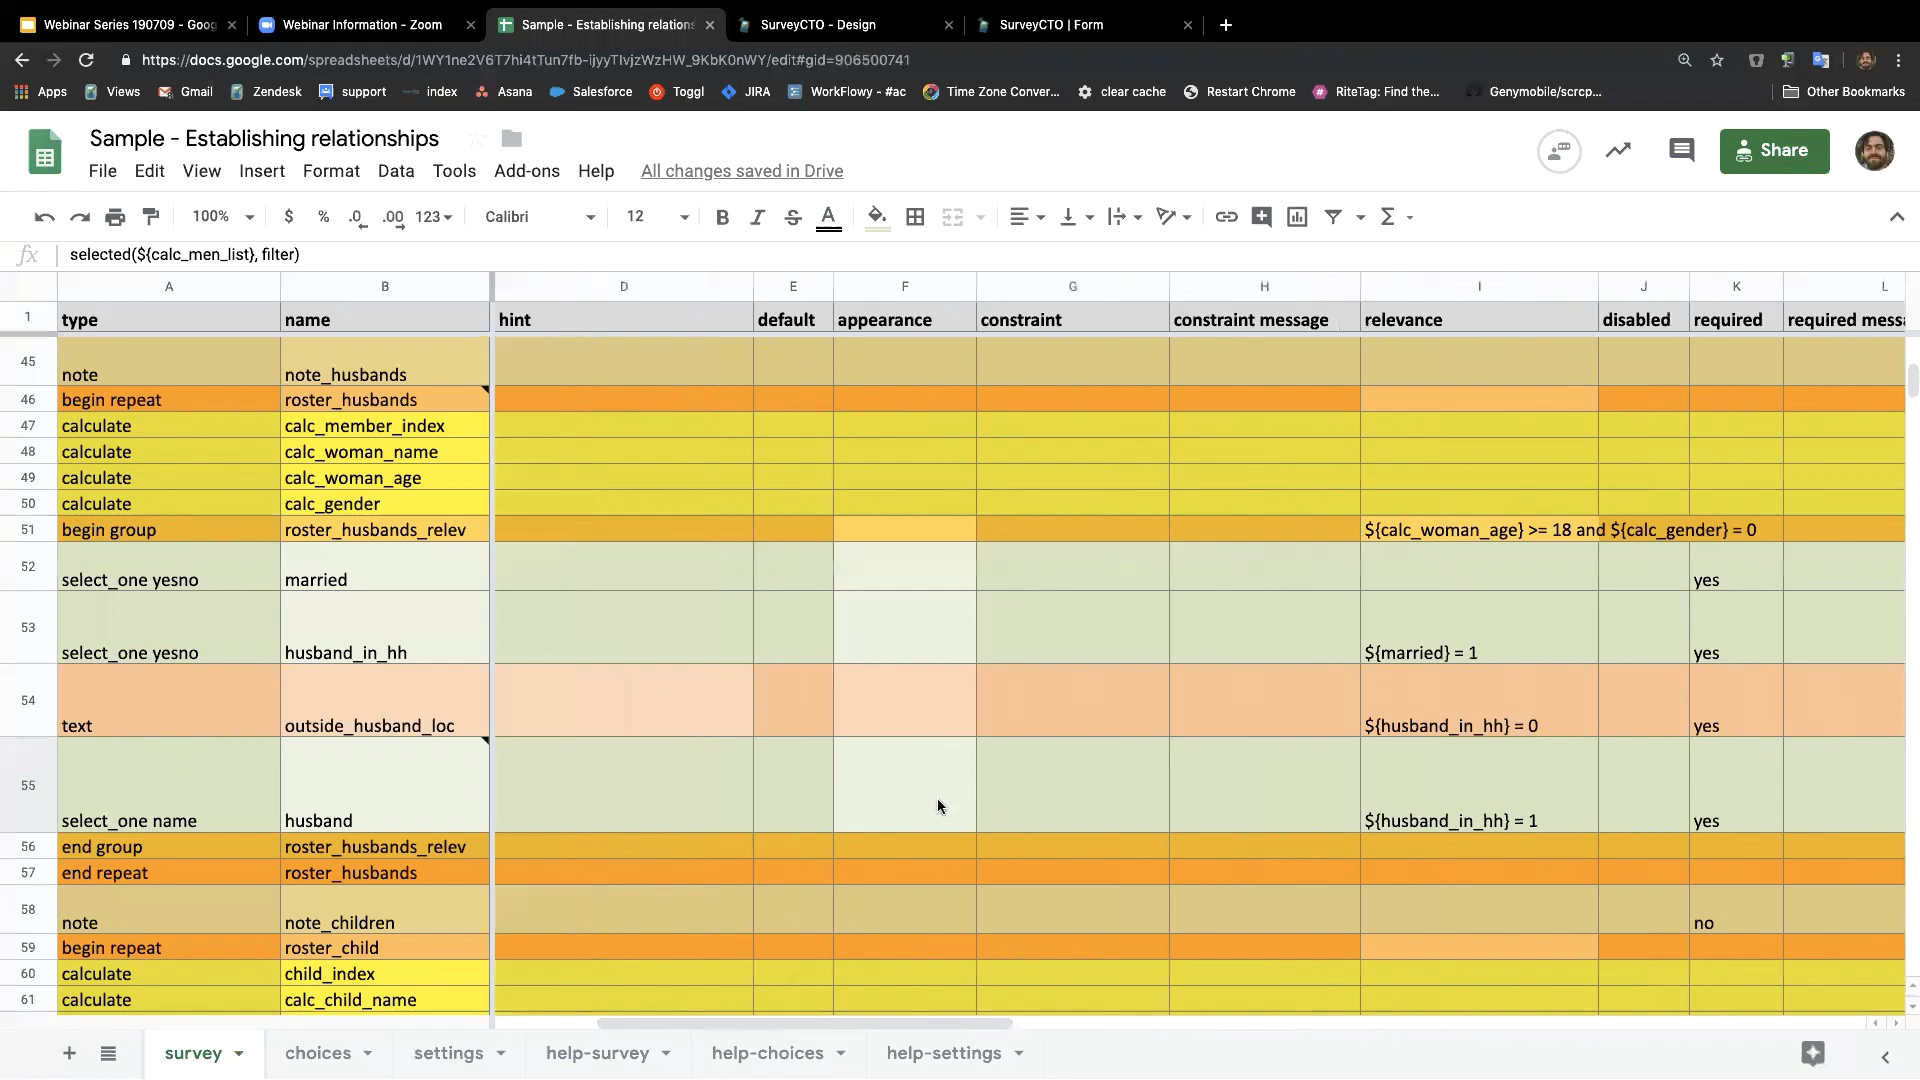 Webinar Series 190709 - Goog
Webinar Information - Zoom
Sample - Establishing relations
SurveyCTO - Design
SurveyCTO | Form
https://docs.google.com/spreadsheets/d/1WY1ne2V6T7hi4tTun7fb-ijyyTIvjzWzHW_9KbK0nWY/edit#gid=906500741
Apps Views Gmail Zendesk support index Asana Salesforce Toggl JIRA WorkFlowy - #ac Time Zone Conver... clear cache Restart Chrome RiteTag: Find the... Genymobile/scrcp... Other Bookmarks
Sample - Establishing relationships
File Edit View Insert Format Data Tools Add-ons Help All changes saved in Drive
Share
100% $ % .0 .00 123 Calibri 12 B I S A
fx selected(${calc_men_list}, filter)
A B D E F G H I J K L
1 type name hint default appearance constraint constraint message relevance disabled required required messa
45 note note_husbands
46 begin repeat roster_husbands
47 calculate calc_member_index
48 calculate calc_woman_name
49 calculate calc_woman_age
50 calculate calc_gender
51 begin group roster_husbands_relev ${calc_woman_age} >= 18 and ${calc_gender} = 0
52 select_one yesno married yes
53 select_one yesno husband_in_hh ${married} = 1 yes
54 text outside_husband_loc ${husband_in_hh} = 0 yes
55 select_one name husband ${husband_in_hh} = 1 yes
56 end group roster_husbands_relev
57 end repeat roster_husbands
58 note note_children no
59 begin repeat roster_child
60 calculate child_index
61 calculate calc_child_name
survey choices settings help-survey help-choices help-settings